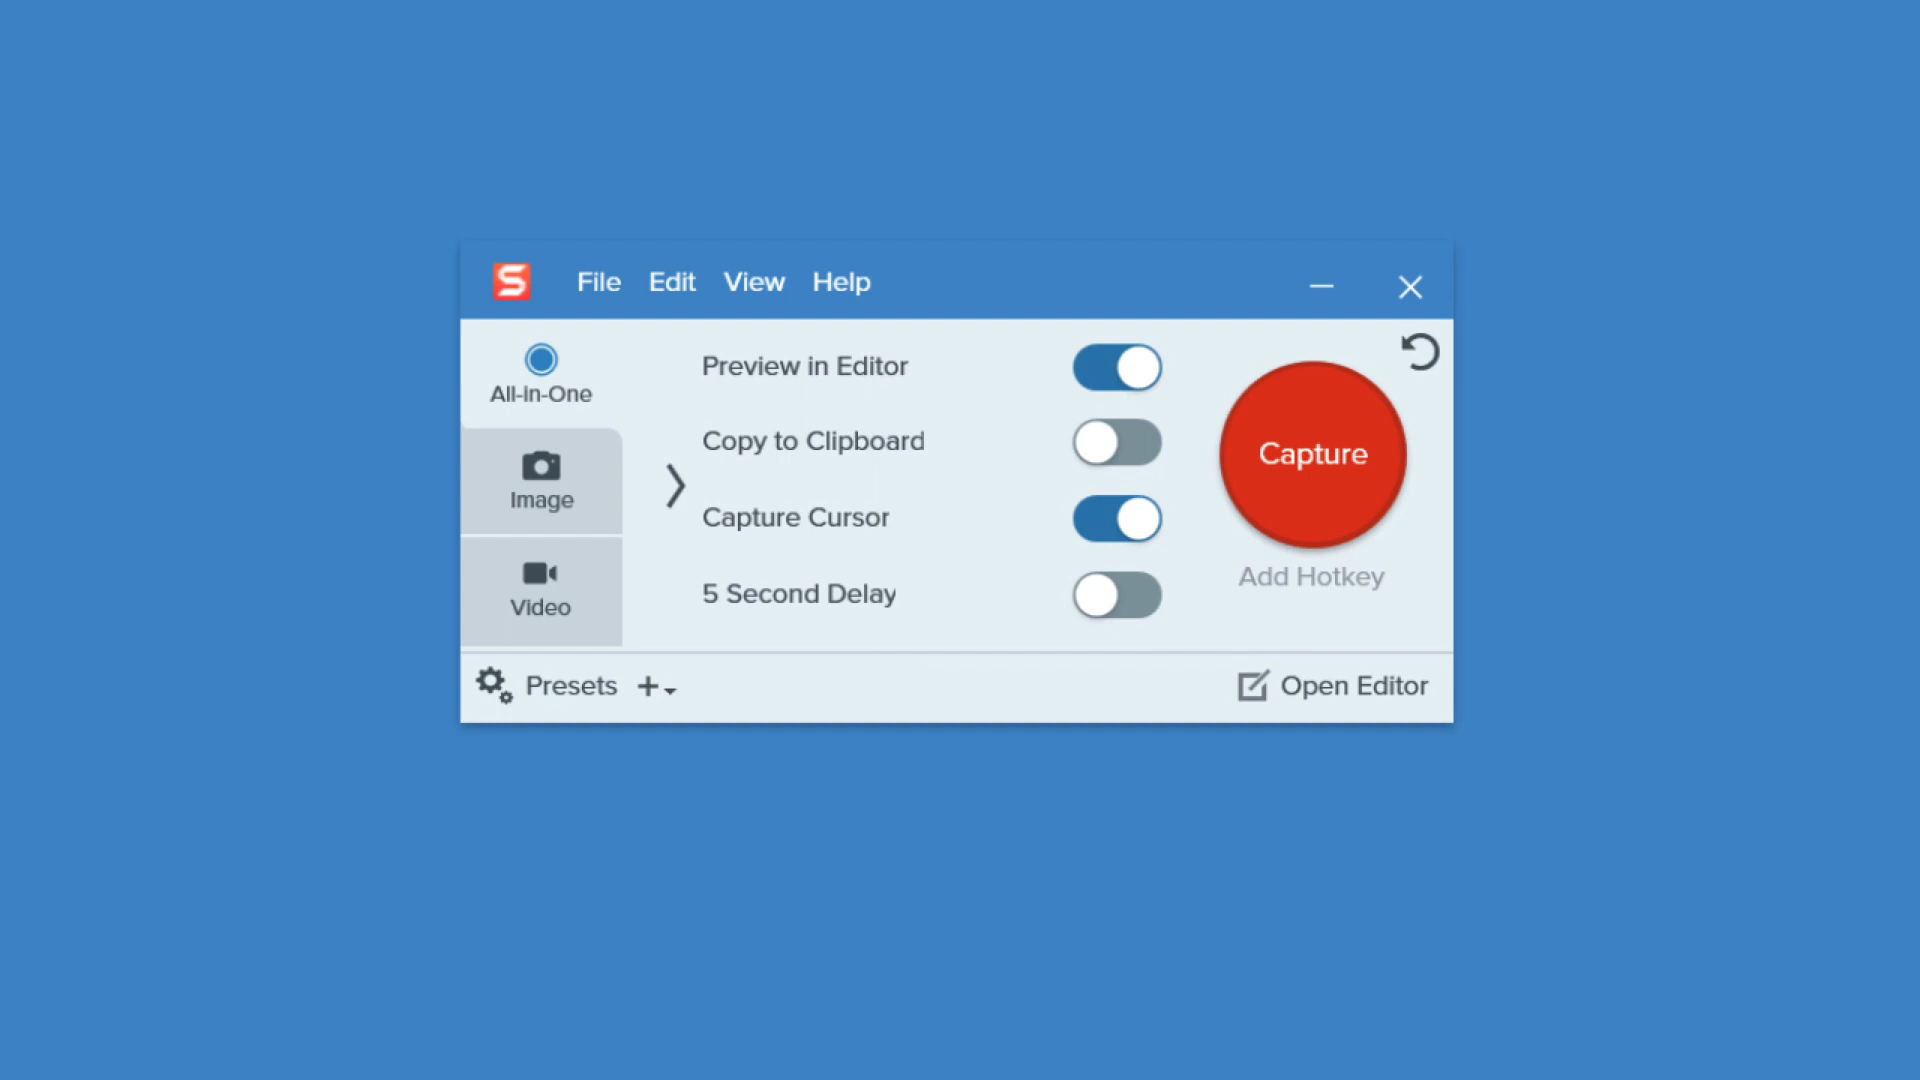 File Edit View Help
All-in-One
Image
Video
Preview in Editor
Copy to Clipboard
Capture Cursor
5 Second Delay
Capture
Add Hotkey
Presets
Open Editor